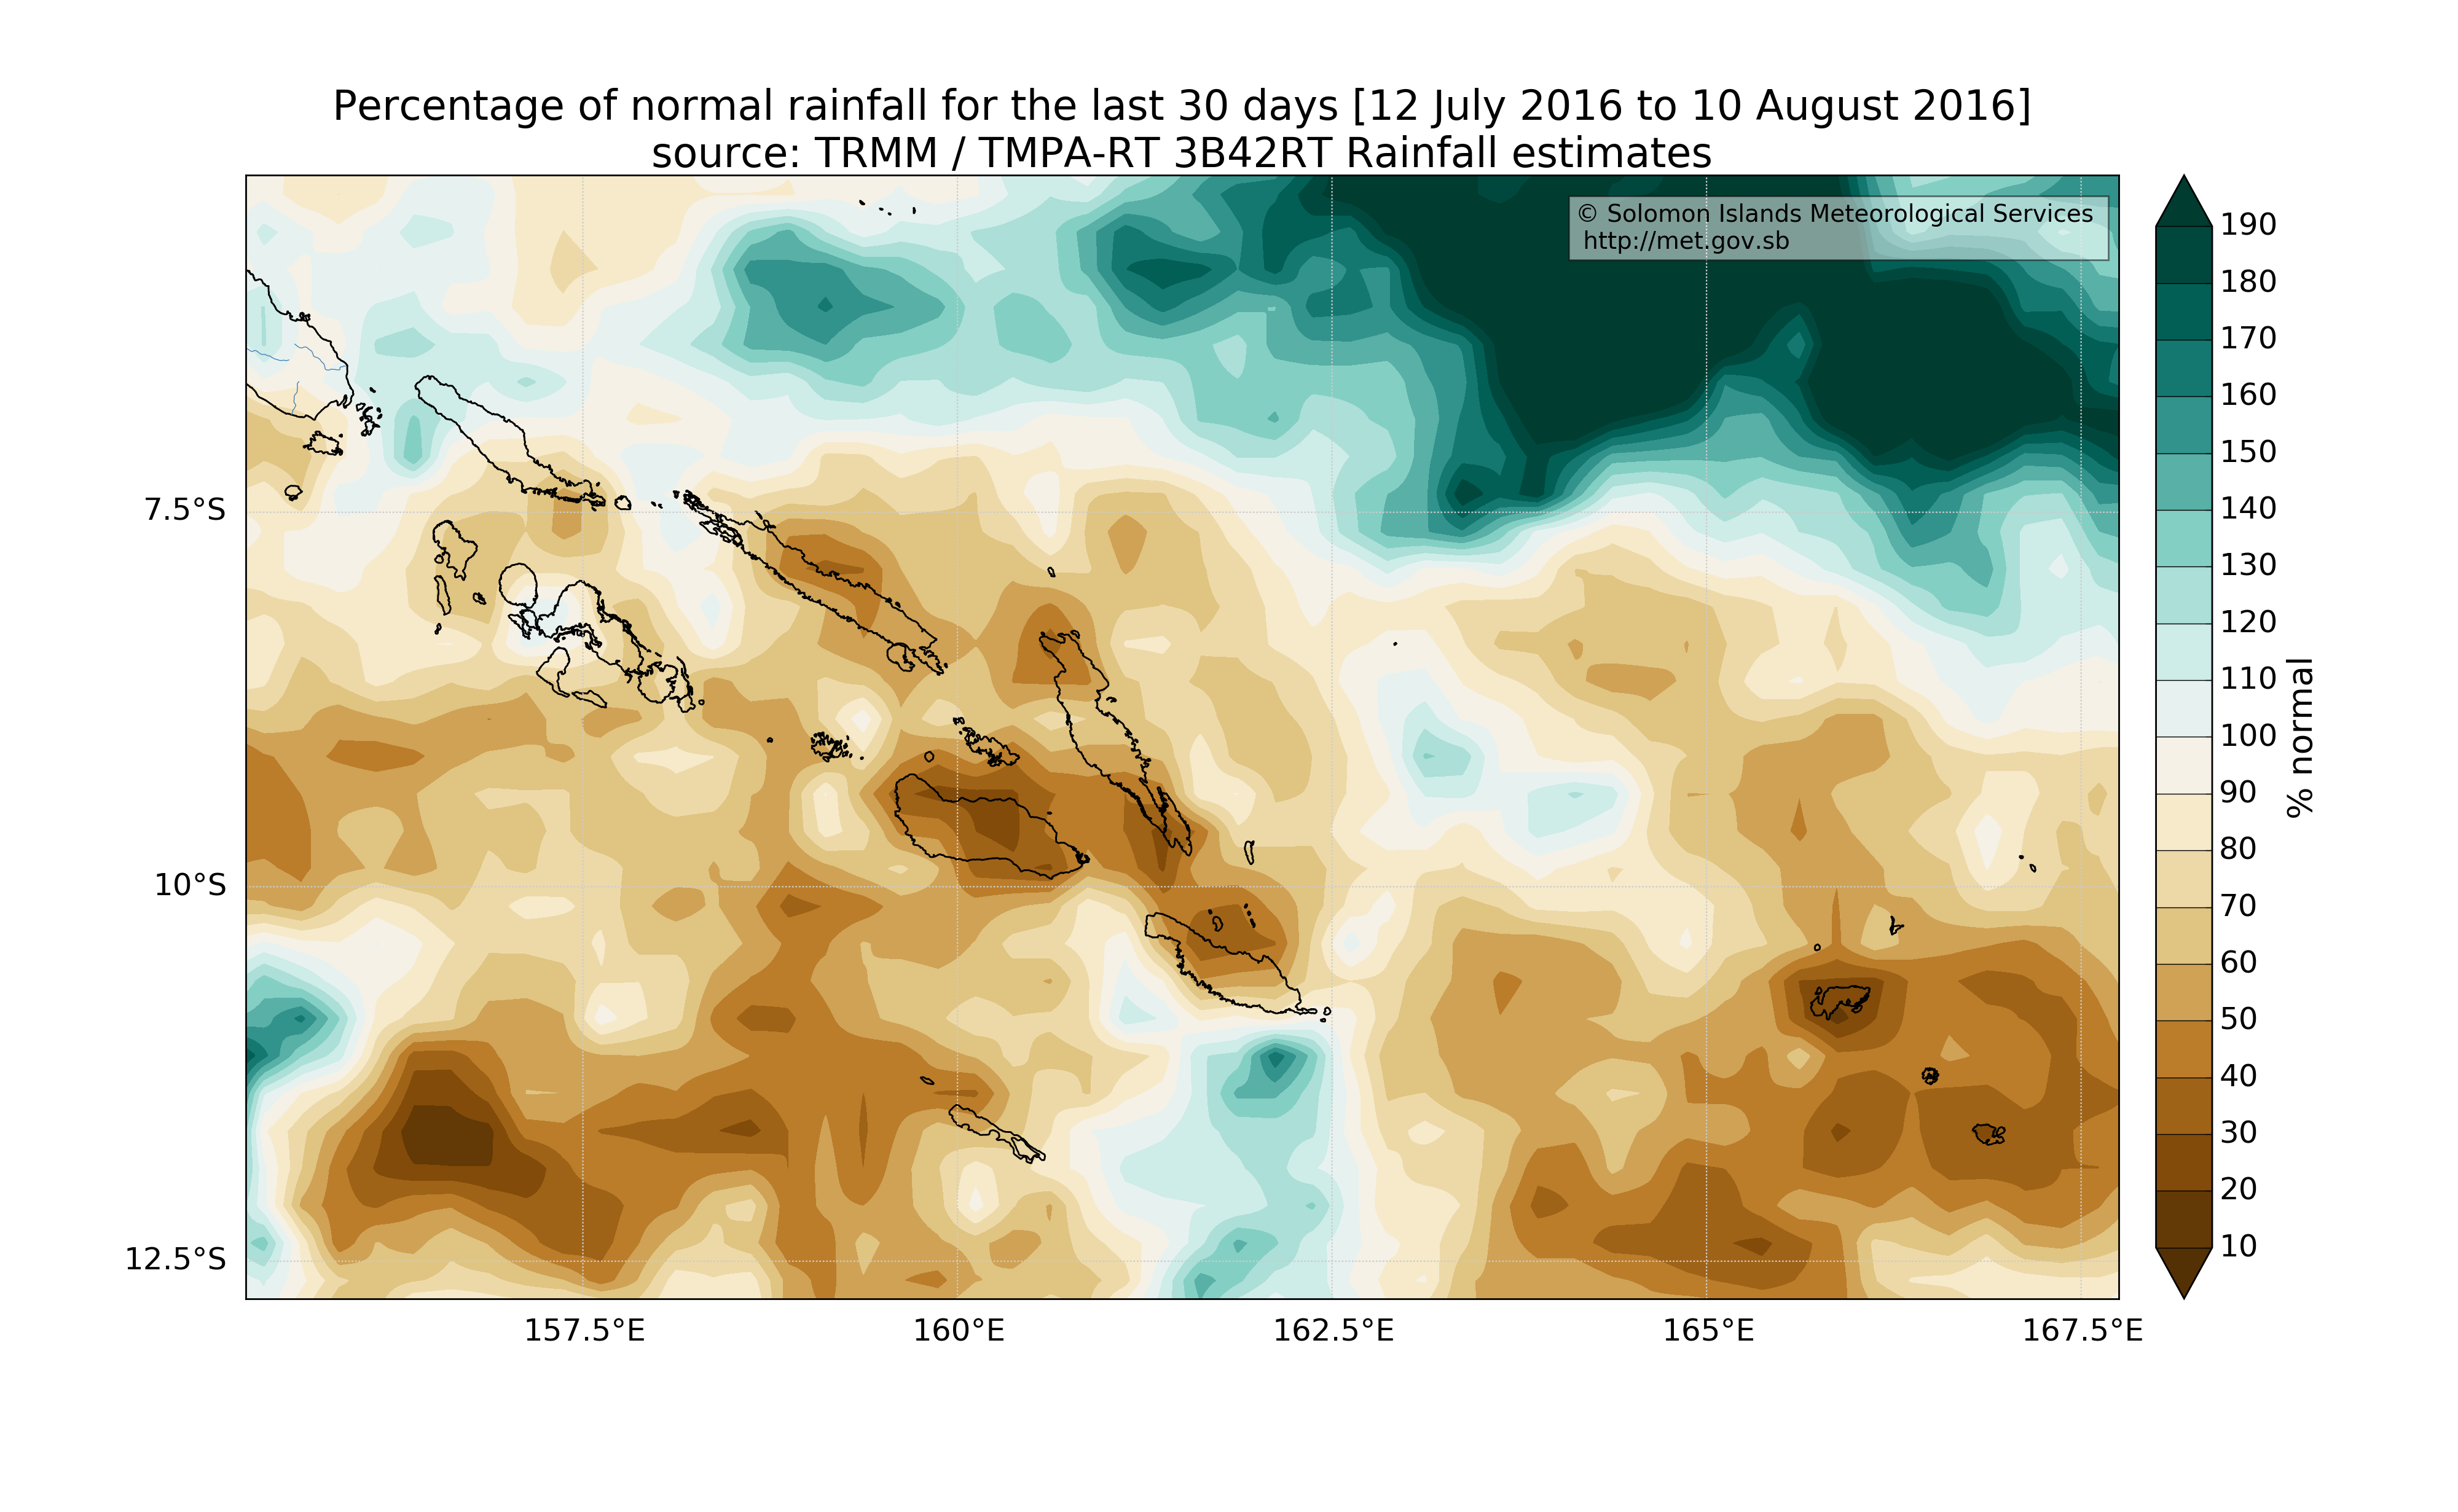 Percentage of normal rainfall for the last 30 days [12 July 2016 to 10 August 2016]
source: TRMM / TMPA-RT 3B42RT Rainfall estimates
© Solomon Islands Meteorological Services
http://met.gov.sb
7.5°S
10°S
12.5°S
157.5°E
160°E
162.5°E
165°E
167.5°E
190
180
170
160
150
140
130
120
110
100
90
80
70
60
50
40
30
20
10
% normal